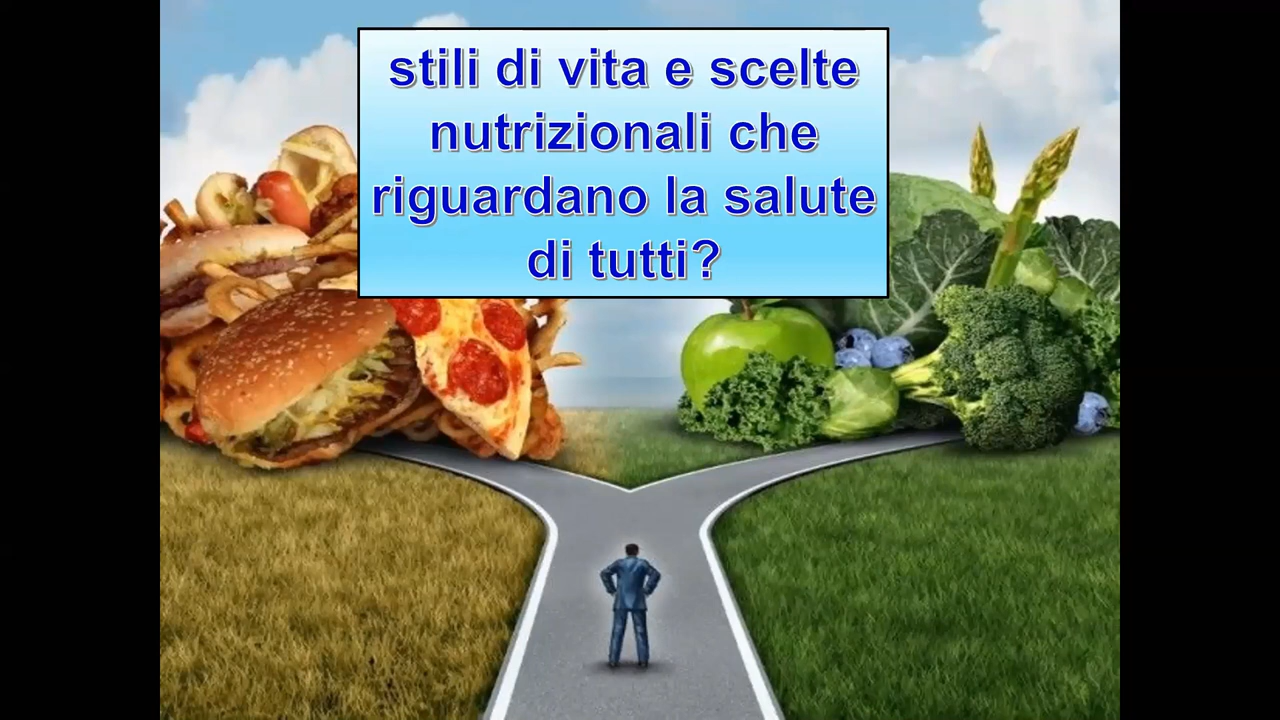 stili di vita e scelte
nutrizionali che
riguardano la salute
di tutti?